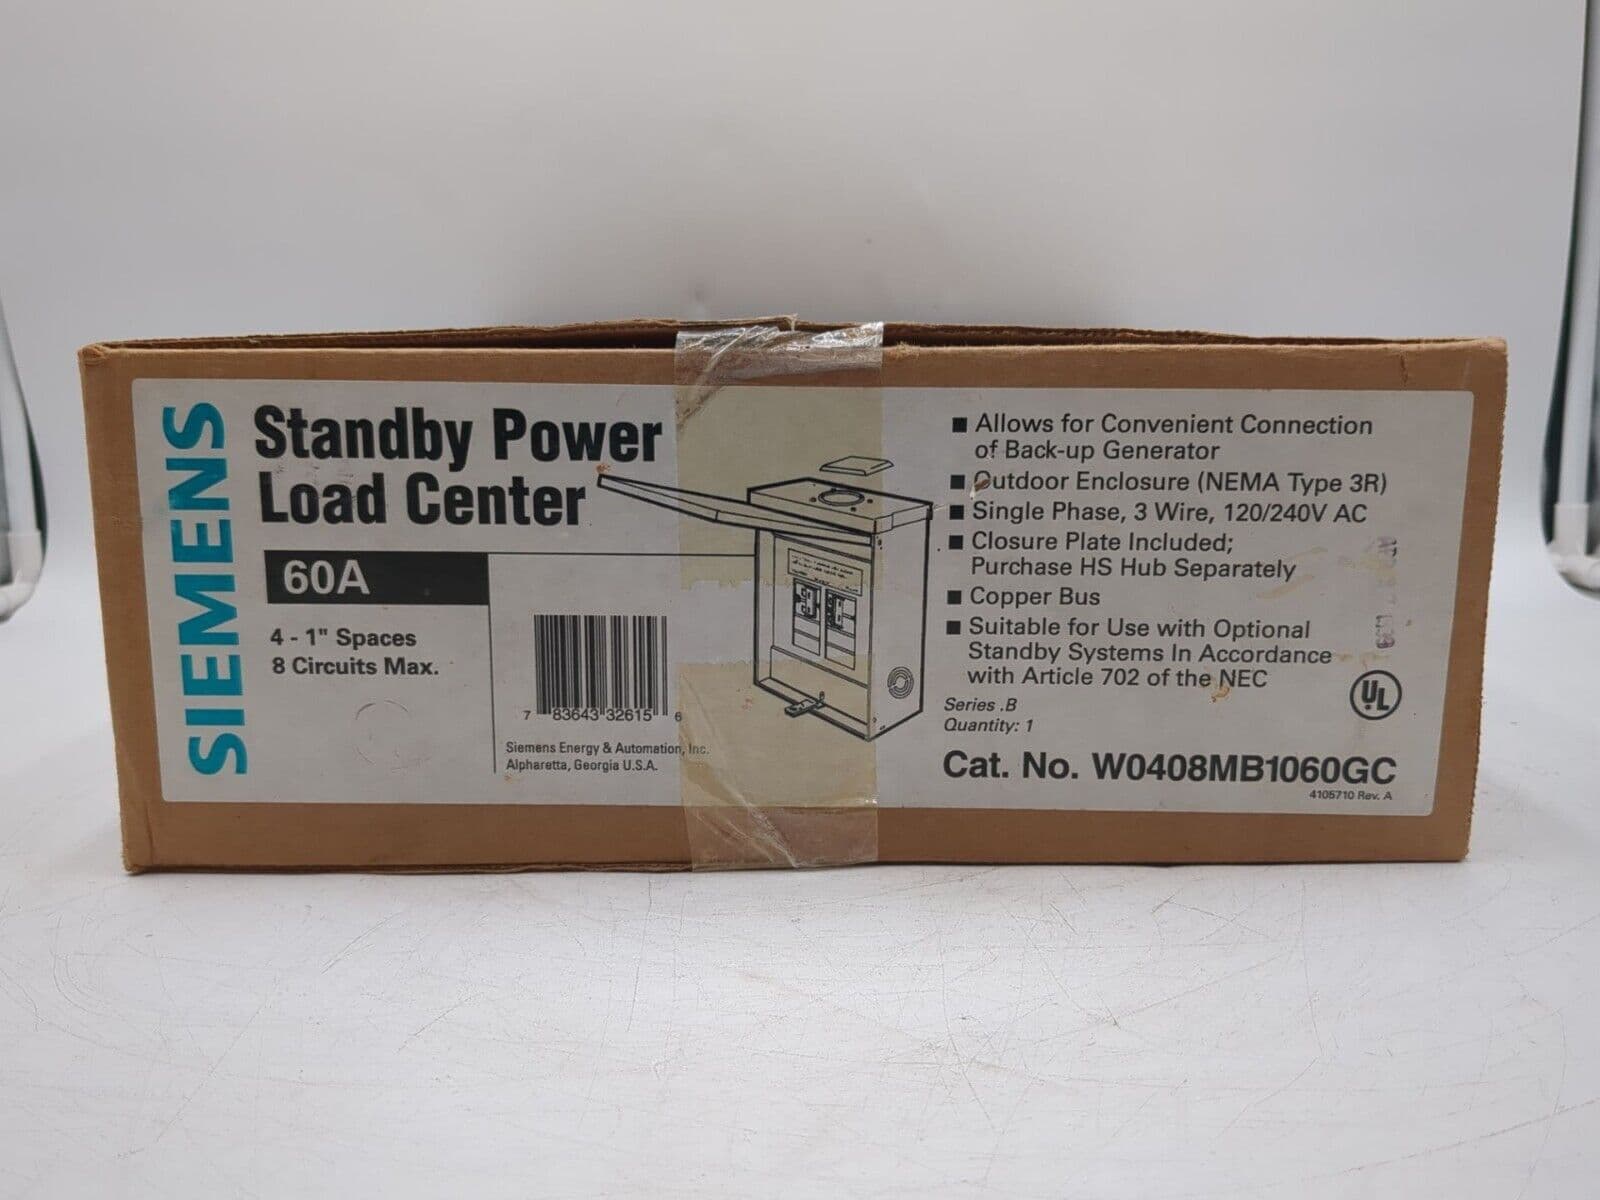 SIEMENS
Standby Power
Load Center
60A
4 - 1" Spaces
8 Circuits Max.
7 83643 32615 6
Siemens Energy & Automation, Inc.
Alpharetta, Georgia U.S.A.
■ Allows for Convenient Connection
of Back-up Generator
■ Outdoor Enclosure (NEMA Type 3R)
■ Single Phase, 3 Wire, 120/240V AC
■ Closure Plate Included;
Purchase HS Hub Separately
■ Copper Bus
■ Suitable for Use with Optional
Standby Systems In Accordance
with Article 702 of the NEC
Series .B
Quantity: 1
UL
Cat. No. W0408MB1060GC
4105710 Rev. A